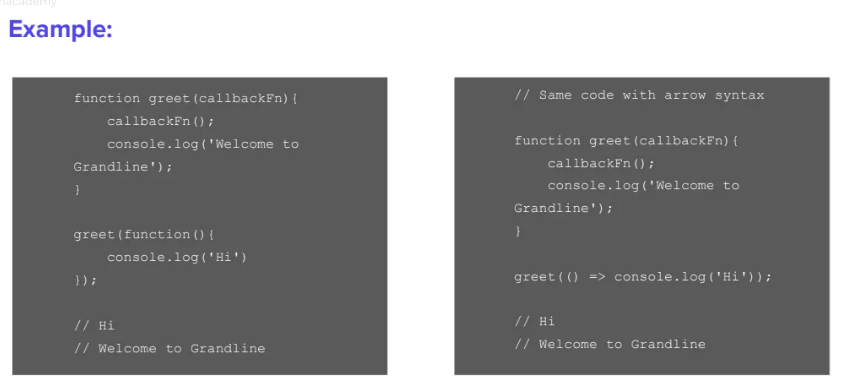 nacademy
Example:
function greet(callbackFn){
    callbackFn();
    console.log('Welcome to
Grandline');
}
greet(function(){
    console.log('Hi')
});
// Hi
// Welcome to Grandline
// Same code with arrow syntax
function greet(callbackFn){
    callbackFn();
    console.log('Welcome to
Grandline');
}
greet(() => console.log('Hi'));
// Hi
// Welcome to Grandline